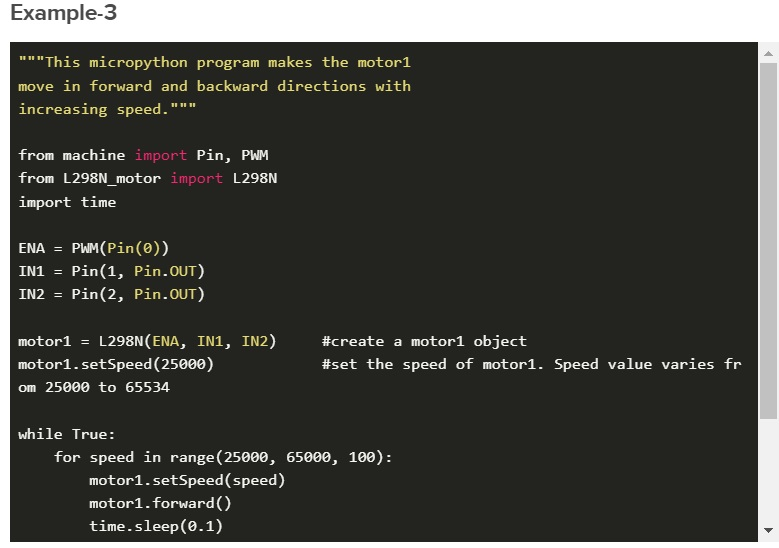 Example-3
"""This micropython program makes the motor1
move in forward and backward directions with
increasing speed."""
from machine import Pin, PWM
from L298N_motor import L298N
import time
ENA = PWM(Pin(0))
IN1 = Pin(1, Pin.OUT)
IN2 = Pin(2, Pin.OUT)
motor1 = L298N(ENA, IN1, IN2)     #create a motor1 object
motor1.setSpeed(25000)            #set the speed of motor1. Speed value varies fr
om 25000 to 65534
while True:
    for speed in range(25000, 65000, 100):
        motor1.setSpeed(speed)
        motor1.forward()
        time.sleep(0.1)